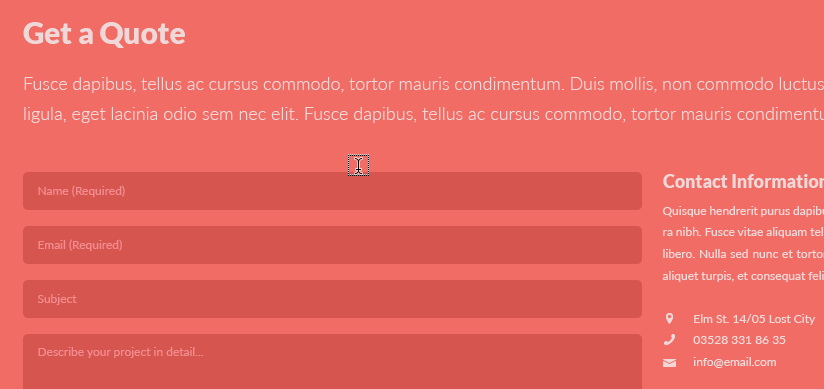 Get a Quote
Fusce dapibus, tellus ac cursus commodo, tortor mauris condimentum. Duis mollis, non commodo luctus
ligula, eget lacinia odio sem nec elit. Fusce dapibus, tellus ac cursus commodo, tortor mauris condimentu
Name (Required)
Email (Required)
Subject
Describe your project in detail...
Contact Information
Quisque hendrerit purus dapibu
ra nibh. Fusce vitae aliquam tel
libero. Nulla sed nunc et tortor
aliquet turpis, et consequat feli
Elm St. 14/05 Lost City
03528 331 86 35
info@email.com